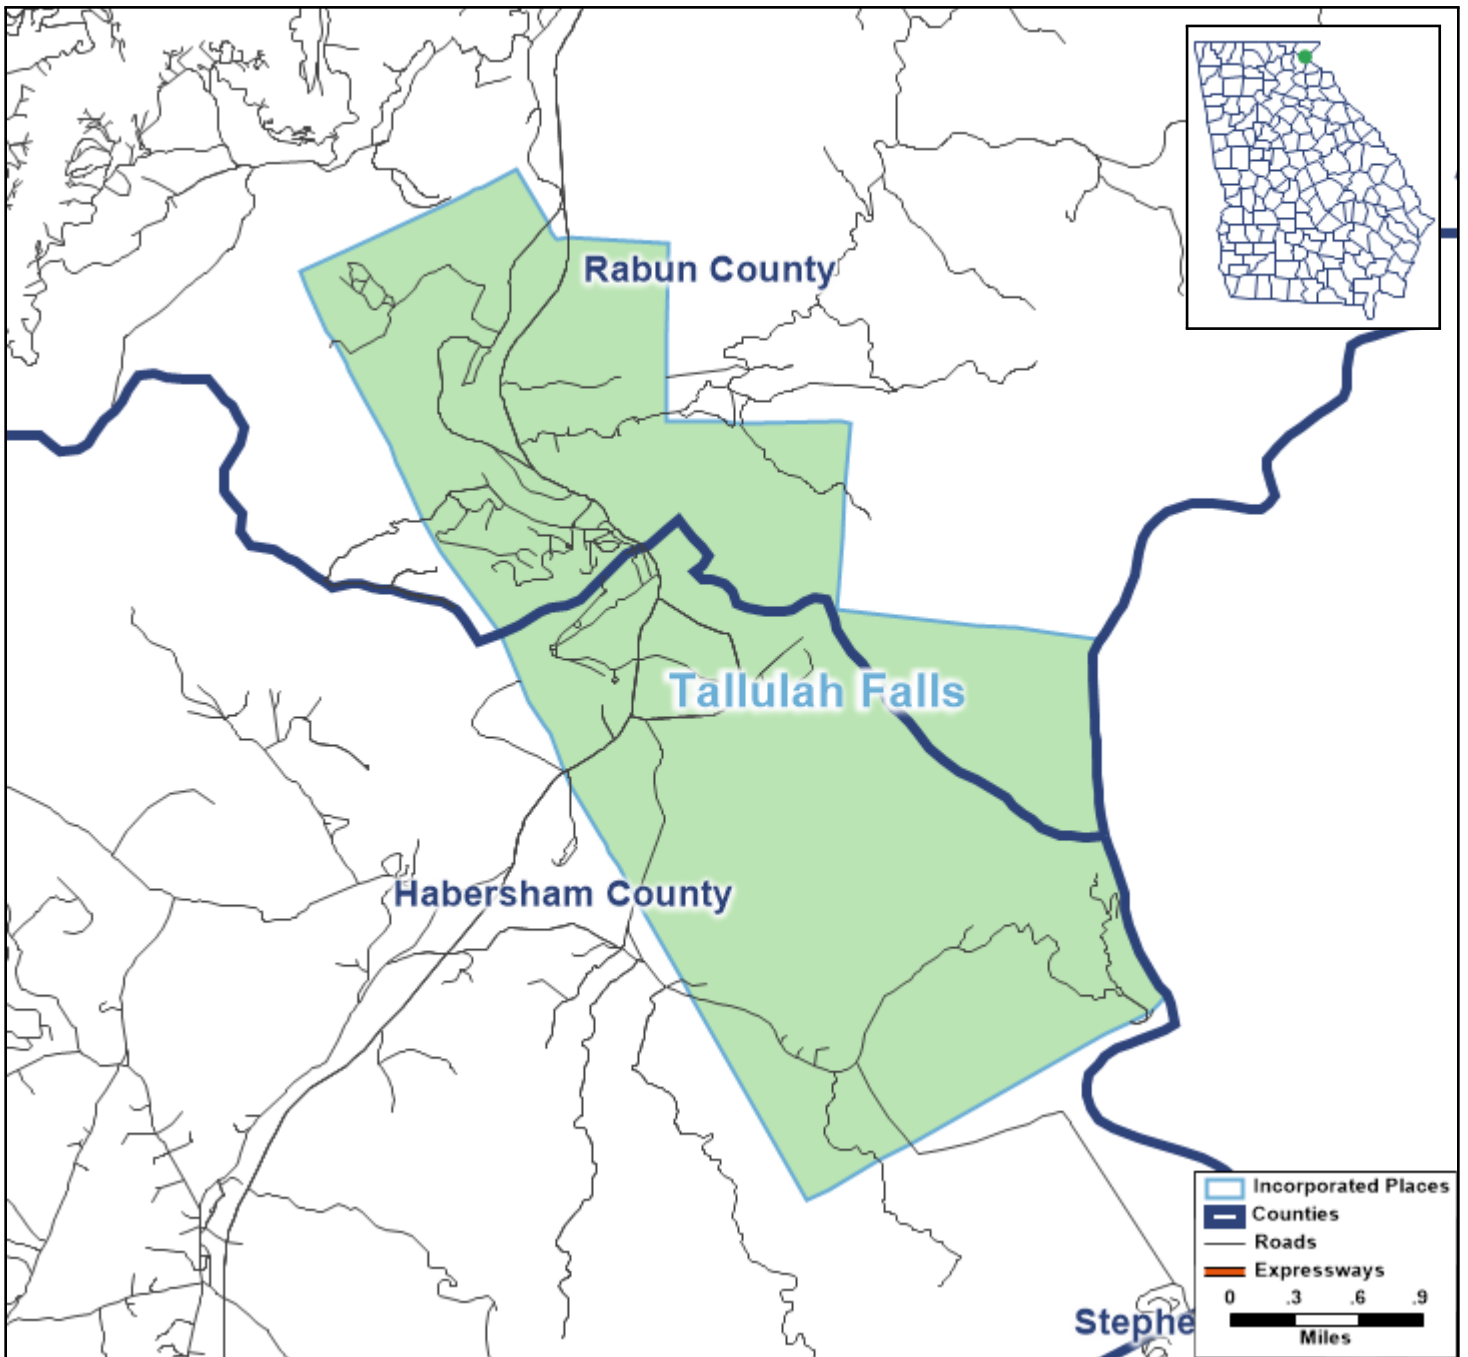 Rabun County
Tallulah Falls
Habersham County
Stephe
Incorporated Places
Counties
Roads
Expressways
0 .3 .6 .9
Miles